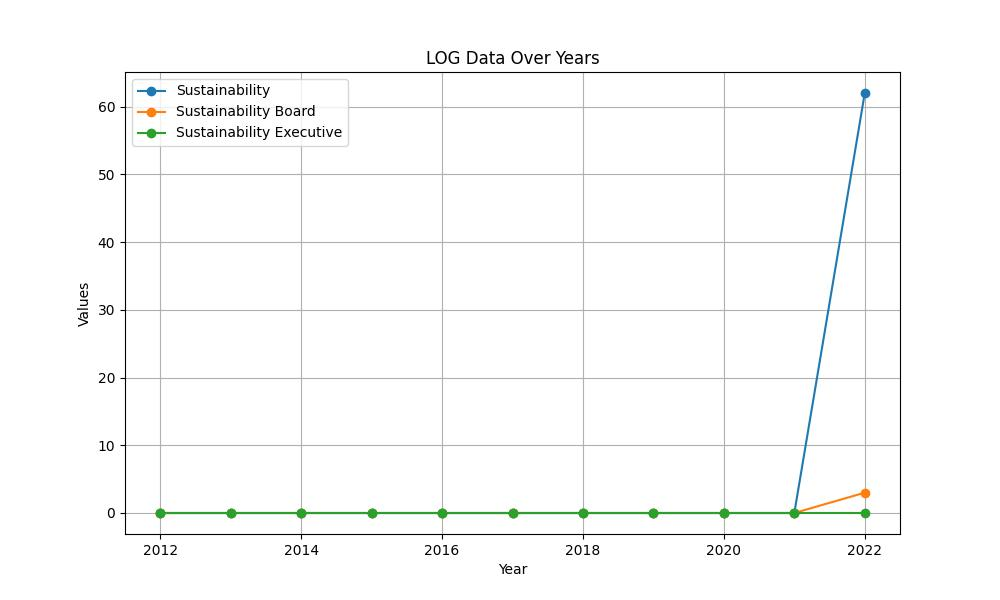 LOG Data Over Years
Sustainability
Sustainability Board
Sustainability Executive
60
50
40
30
20
10
0
Values
2012 2014 2016 2018 2020 2022
Year